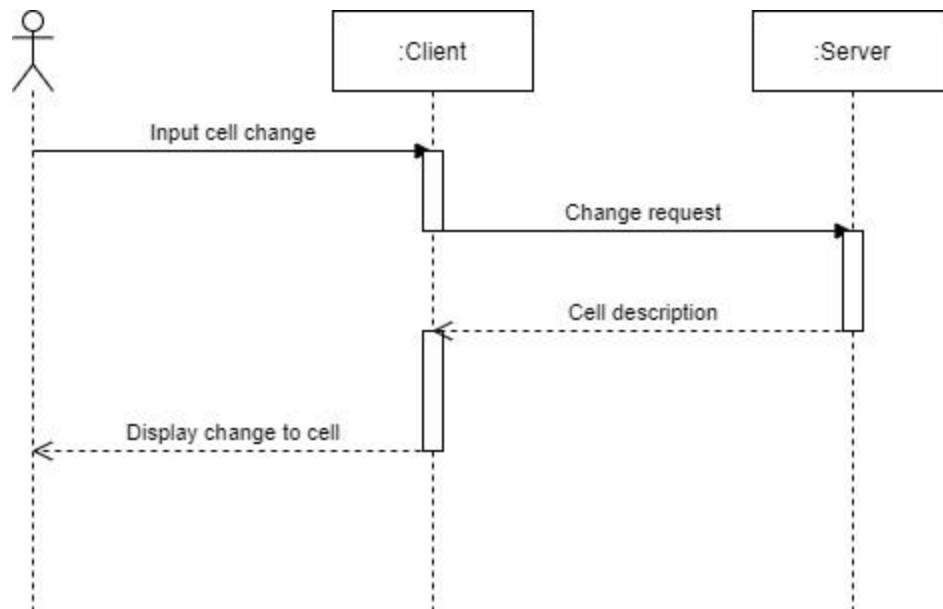 :Client
:Server
Input cell change
Change request
Cell description
Display change to cell